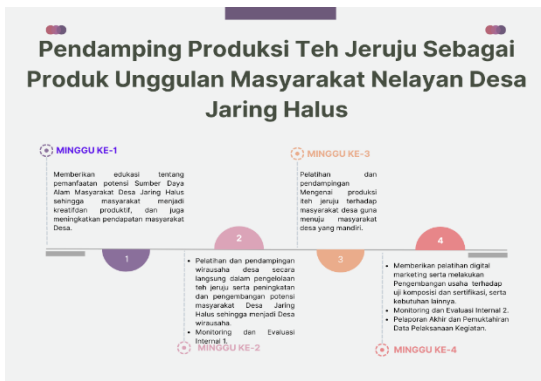 Pendamping Produksi Teh Jeruju Sebagai
Produk Unggulan Masyarakat Nelayan Desa
Jaring Halus
MINGGU KE-1
Memberikan edukasi tentang
pemanfaatan potensi Sumber Daya
Alam Masyarakat Desa Jaring Halus
sehingga masyarakat menjadi
kreatifdan produktif, dan juga
meningkatkan pendapatan masyarakat
Desa.
1
2
• Pelatihan dan pendampingan
wirausaha desa secara
langsung dalam pengelolaan
teh jeruju serta peningkatan
dan pengembangan potensi
masyarakat Desa Jaring
Halus sehingga menjadi Desa
wirausaha.
• Monitoring dan Evaluasi
Internal 1.
MINGGU KE-2
MINGGU KE-3
Pelatihan dan
pendampingan
Mengenai produksi
iteh jeruju terhadap
masyarakat desa guna
menuju masyarakat
desa yang mandiri.
3
4
• Memberikan pelatihan digital
marketing serta melakukan
Pengembangan usaha terhadap
uji komposisi dan sertifikasi, serta
kebutuhan lainnya.
• Monitoring dan Evaluasi Internal 2.
• Pelaporan Akhir dan Pemuktahiran
Data Pelaksanaan Kegiatan.
MINGGU KE-4